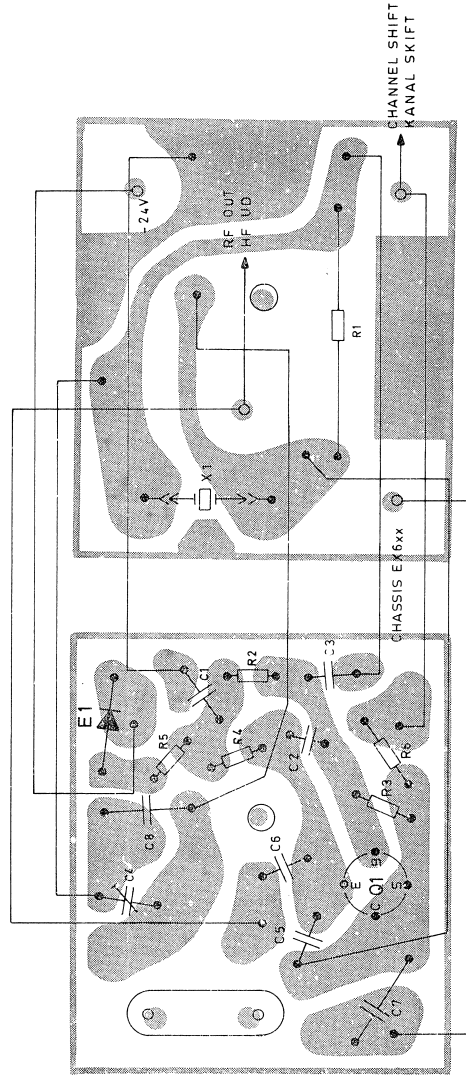 CHANNEL SHIFT
KANAL SKIFT
-24V
RF OUT
HF UD
R1
X1
CHASSIS EX6xx
E1
C1
R2
C3
R5
R4
C2
C8
C4
C6
R6
R3
C5
E
B
C
Q1
S
C7